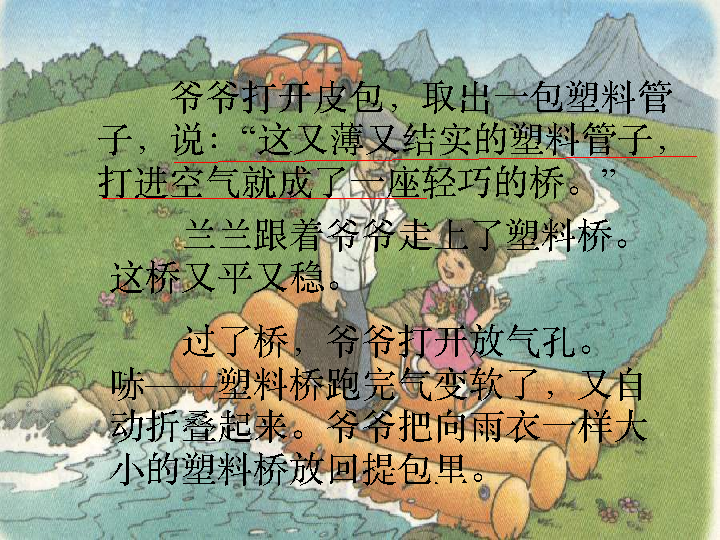 爷爷打开皮包，取出一包塑料管
子，说：“这又薄又结实的塑料管子，
打进空气就成了一座轻巧的桥。”
兰兰跟着爷爷走上了塑料桥。
这桥又平又稳。
过了桥，爷爷打开放气孔。
哧——塑料桥跑完气变软了，又自
动折叠起来。爷爷把向雨衣一样大
小的塑料桥放回提包里。